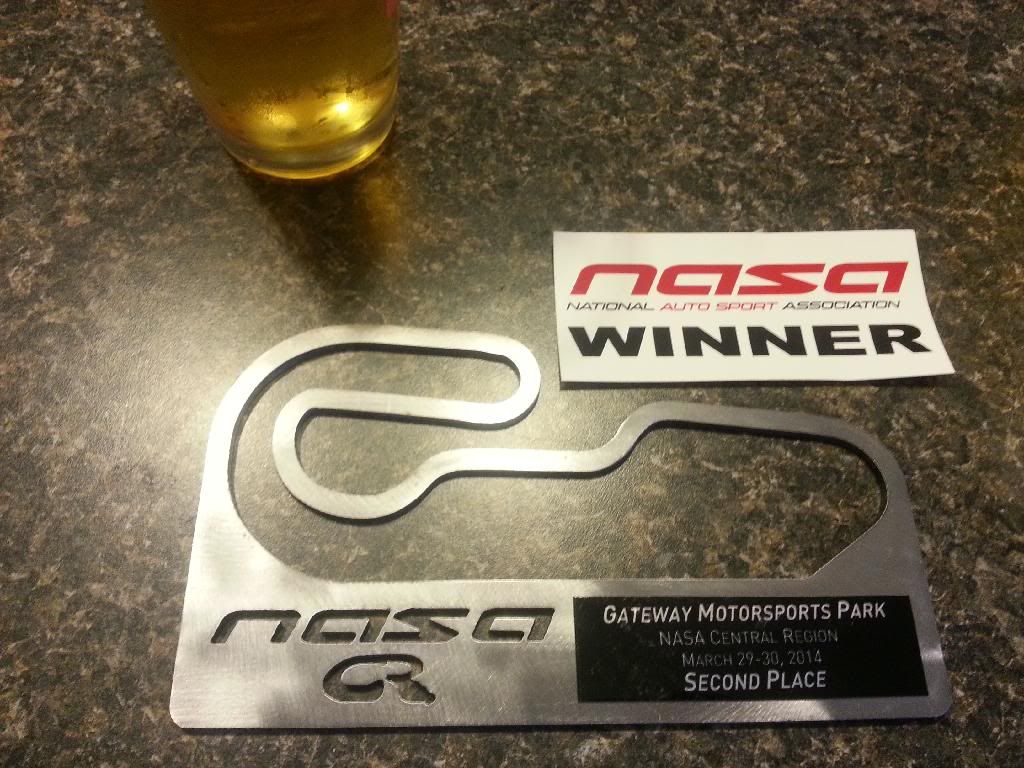 nasa
NATIONAL AUTO SPORT ASSOCIATION
WINNER
nasa
CR
GATEWAY MOTORSPORTS PARK
NASA CENTRAL REGION
MARCH 29-30, 2014
SECOND PLACE